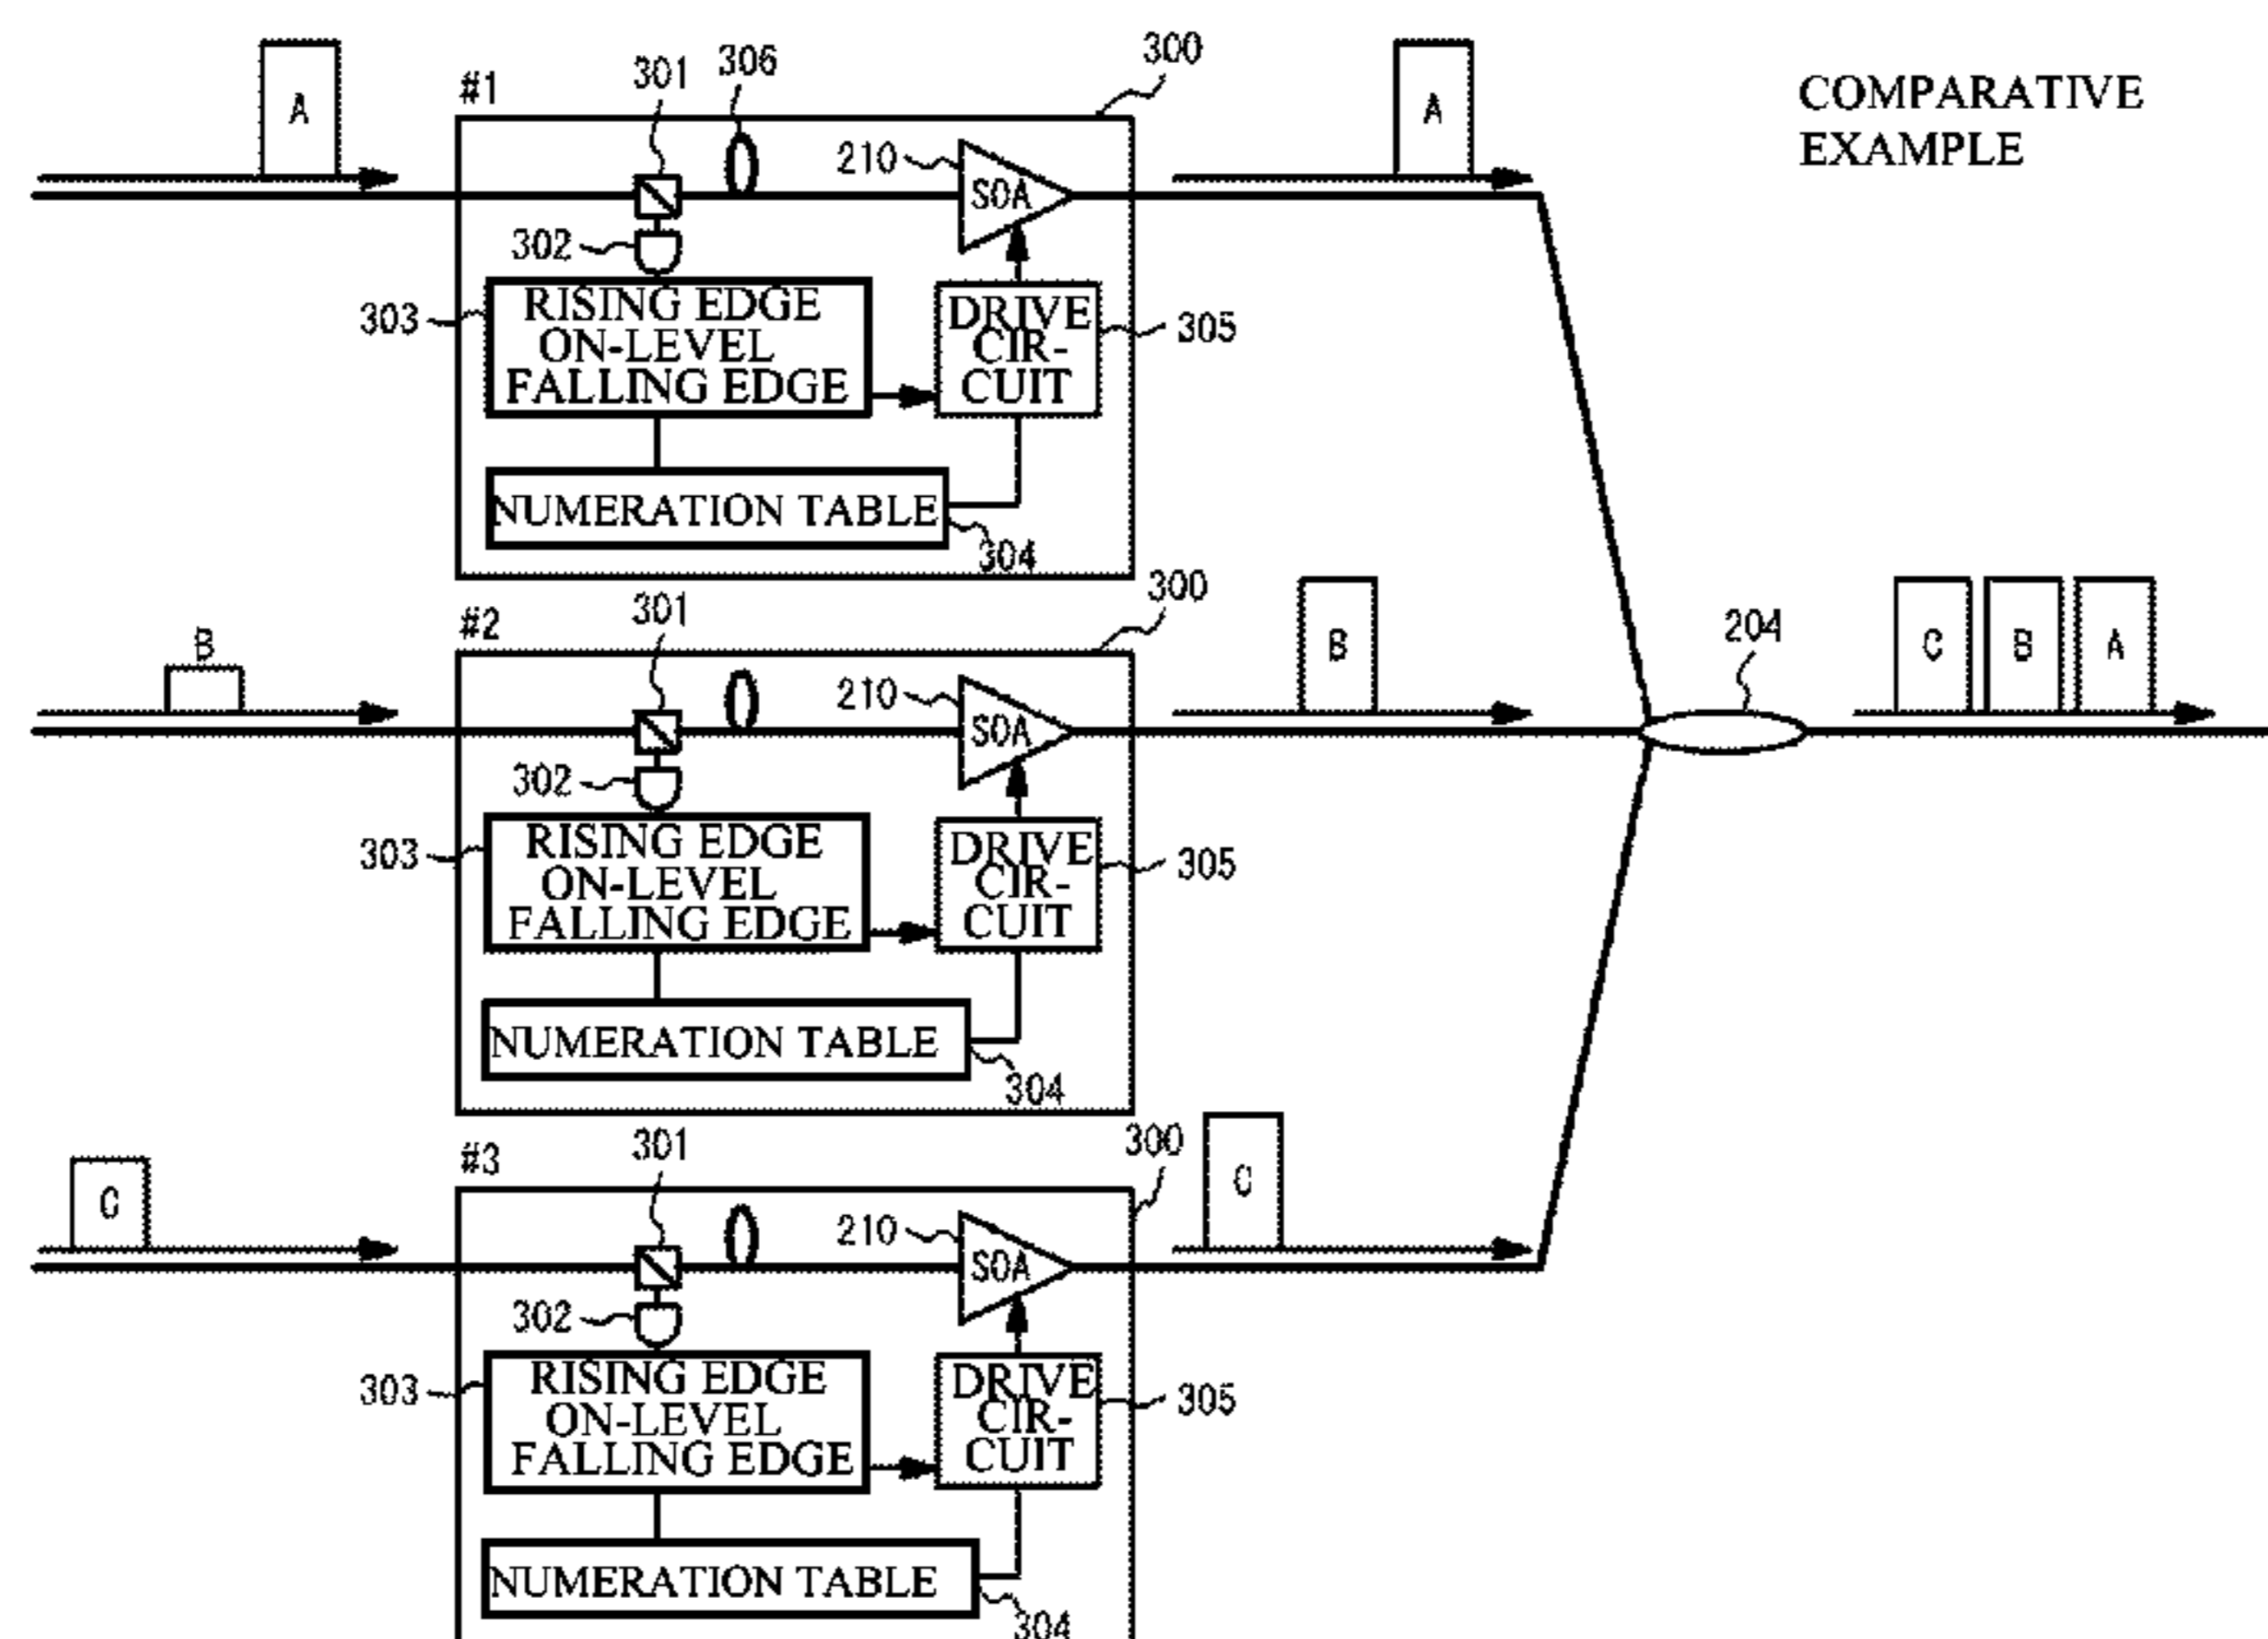 COMPARATIVE
EXAMPLE
A
#1
301
306
300
A
210
SOA
302
303
RISING EDGE
ON-LEVEL
FALLING EDGE
DRIVE
CIR-
CUIT
305
NUMERATION TABLE
304
B
#2
301
300
B
210
SOA
302
303
RISING EDGE
ON-LEVEL
FALLING EDGE
DRIVE
CIR-
CUIT
305
NUMERATION TABLE
304
204
C
B
A
C
#3
301
300
C
210
SOA
302
303
RISING EDGE
ON-LEVEL
FALLING EDGE
DRIVE
CIR-
CUIT
305
NUMERATION TABLE
304